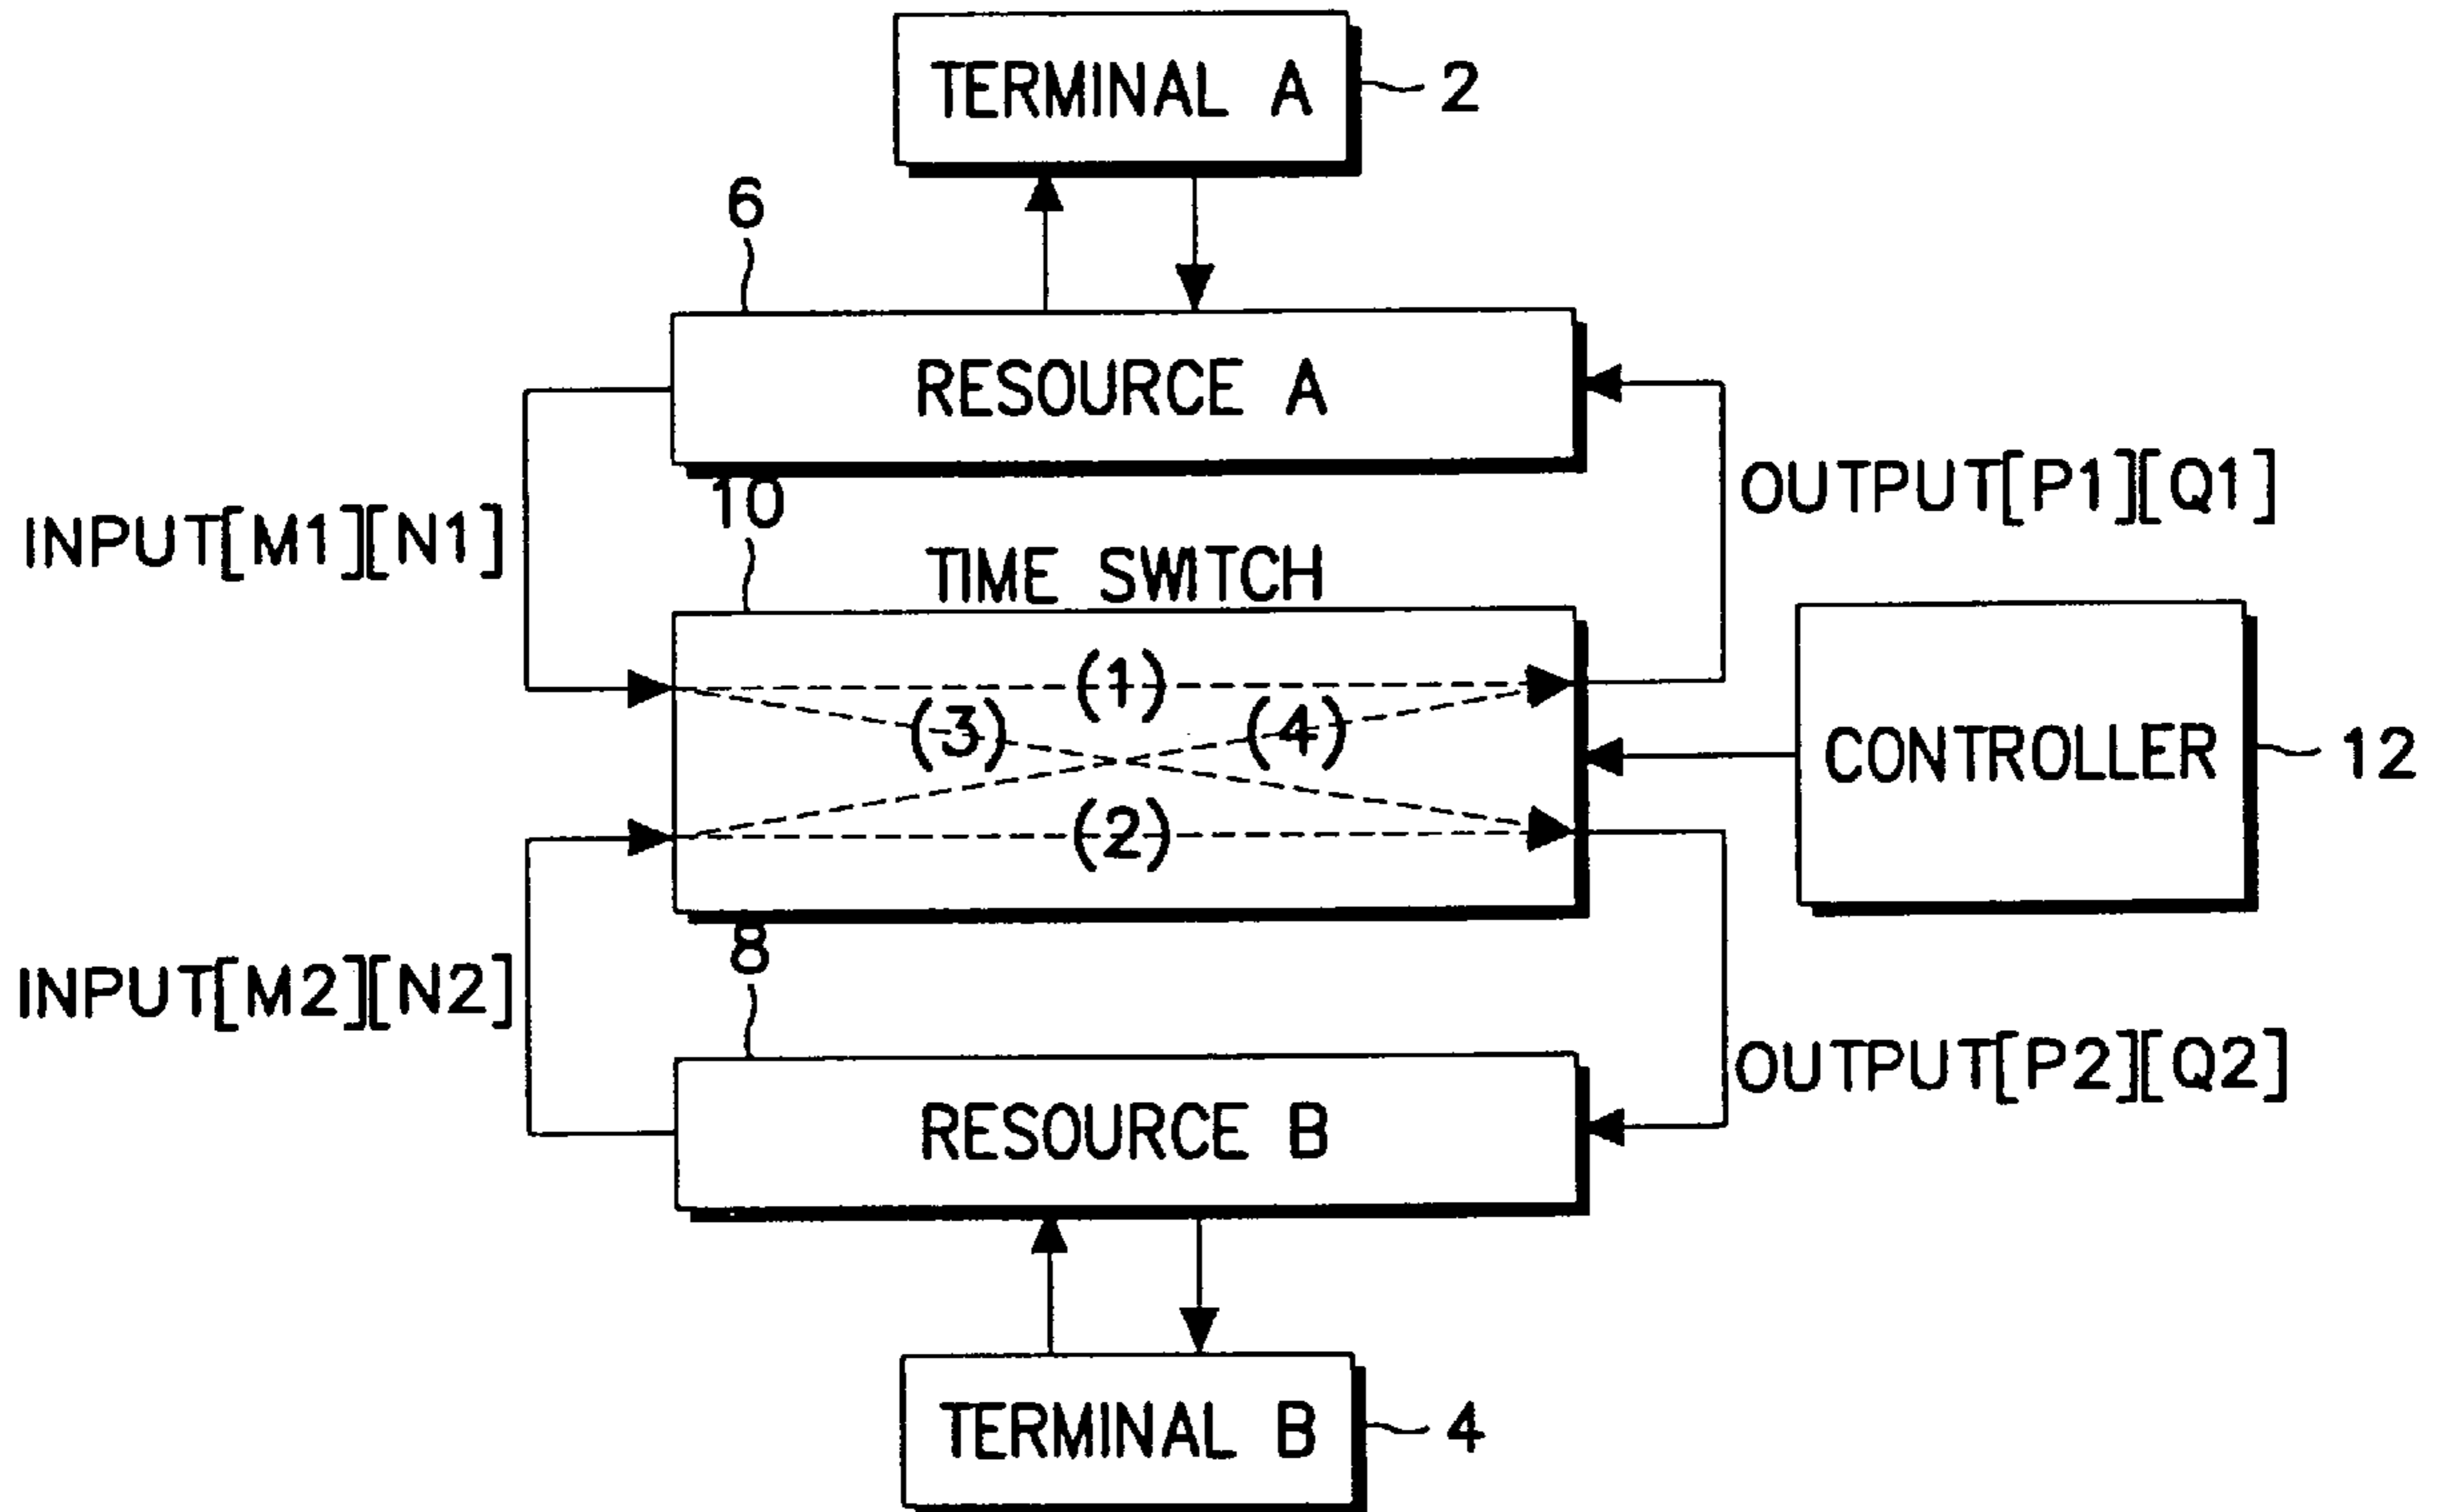 TERMINAL A
2
6
RESOURCE A
INPUT[M1][N1]
OUTPUT[P1][Q1]
10
TIME SWITCH
(1)
(3)
(4)
(2)
CONTROLLER
12
8
INPUT[M2][N2]
OUTPUT[P2][Q2]
RESOURCE B
TERMINAL B
4